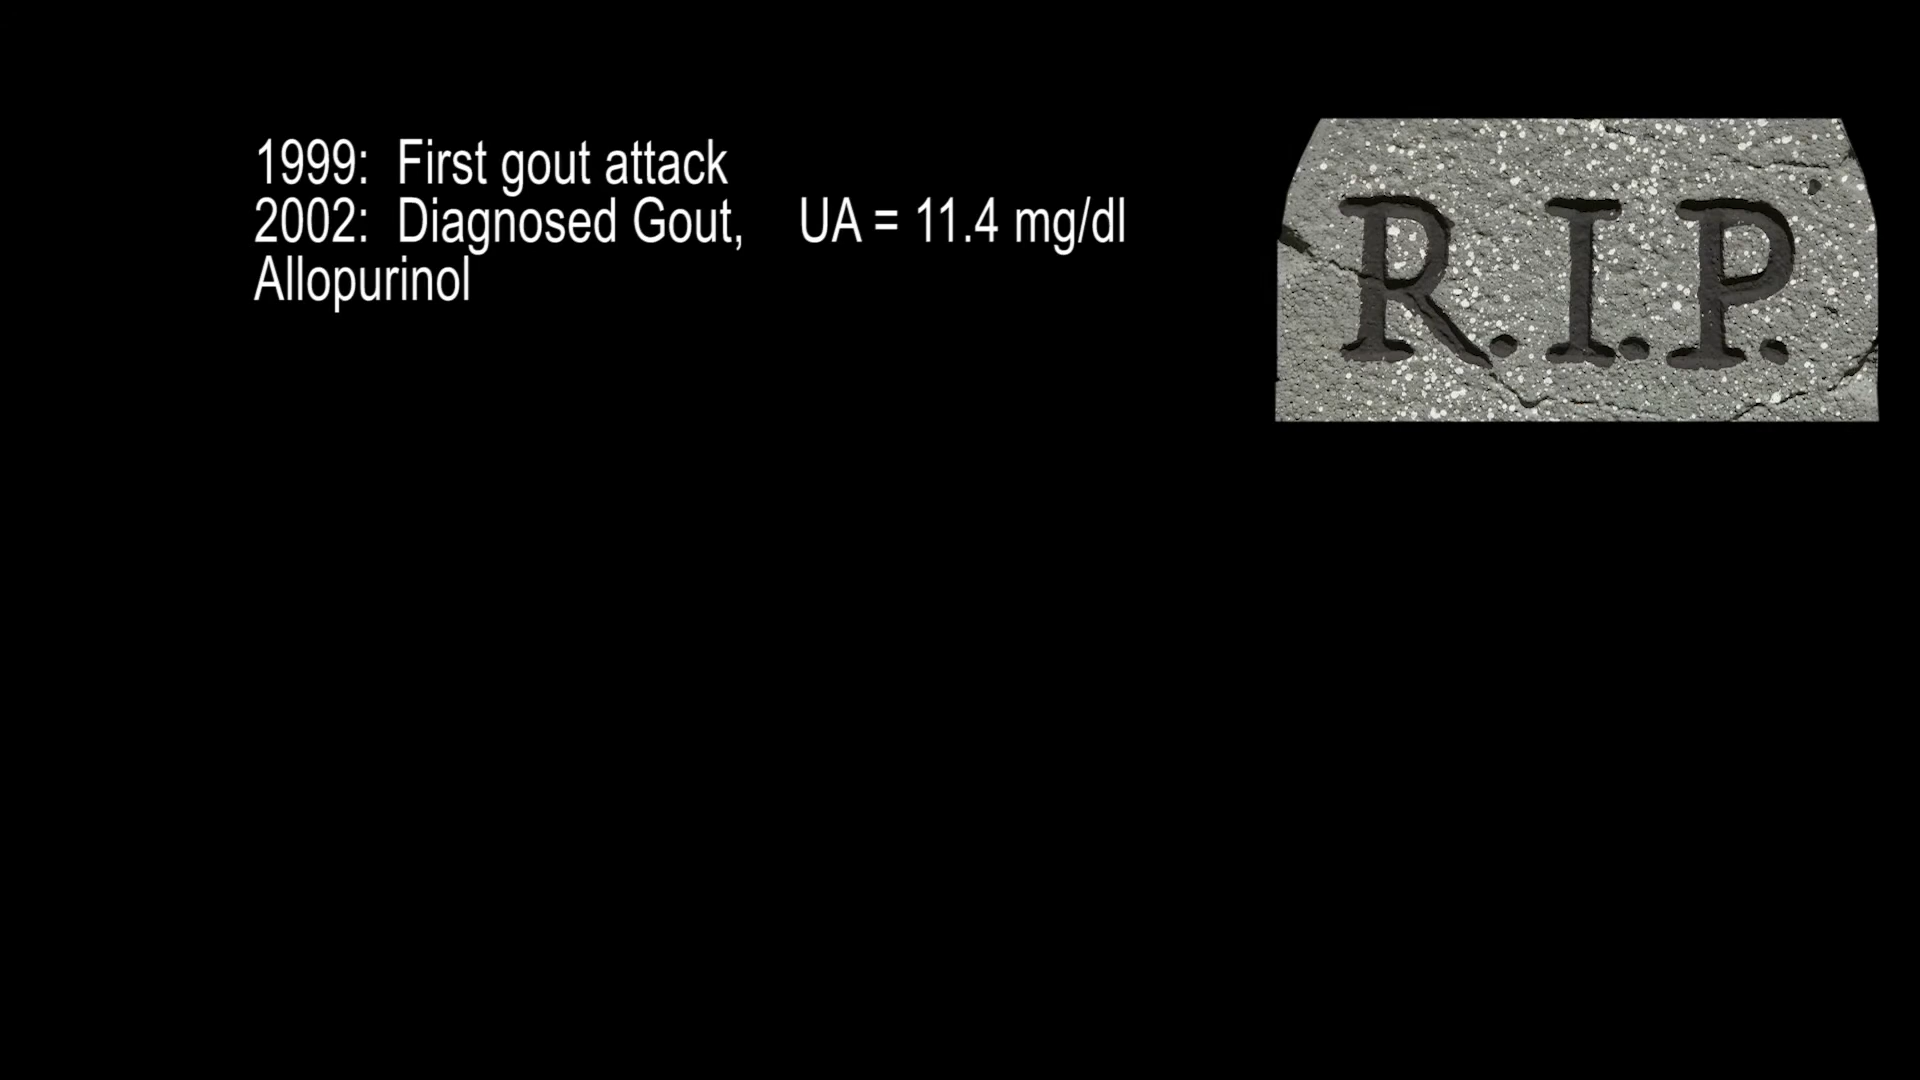 1999:  First gout attack
2002:  Diagnosed Gout,    UA = 11.4 mg/dl
Allopurinol
R.I.P.